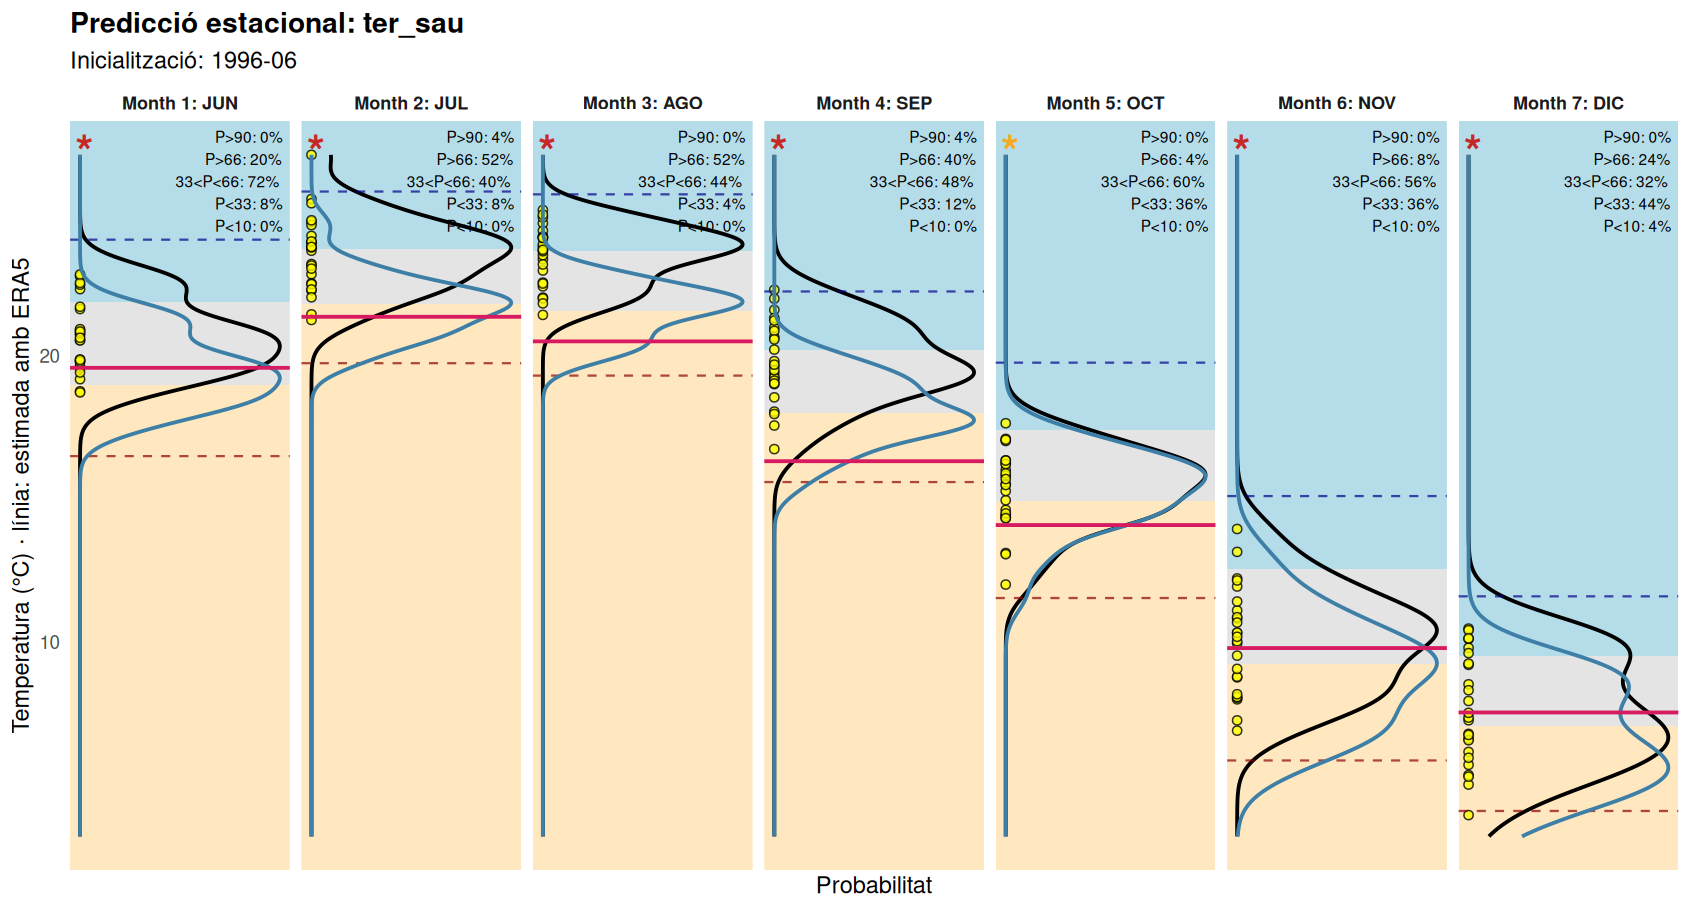 Predicció estacional: ter_sau
Inicialització: 1996-06
Month 1: JUN
Month 2: JUL
Month 3: AGO
Month 4: SEP
Month 5: OCT
Month 6: NOV
Month 7: DIC
*
P>90: 0%
P>66: 20%
33<P<66: 72%
P<33: 8%
P<10: 0%
*
P>90: 4%
P>66: 52%
33<P<66: 40%
P<33: 8%
P<10: 0%
*
P>90: 0%
P>66: 52%
33<P<66: 44%
P<33: 4%
P<10: 0%
*
P>90: 4%
P>66: 40%
33<P<66: 48%
P<33: 12%
P<10: 0%
*
P>90: 0%
P>66: 4%
33<P<66: 60%
P<33: 36%
P<10: 0%
*
P>90: 0%
P>66: 8%
33<P<66: 56%
P<33: 36%
P<10: 0%
*
P>90: 0%
P>66: 24%
33<P<66: 32%
P<33: 44%
P<10: 4%
20
10
Temperatura (°C) · línia: estimada amb ERA5
Probabilitat